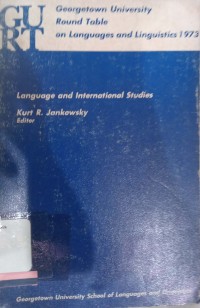 GU
RT
Georgetown University
Round Table
on Languages and Linguistics 1973
Language and International Studies
Kurt R. Jankowsky
Editor
Georgetown University School of Languages and